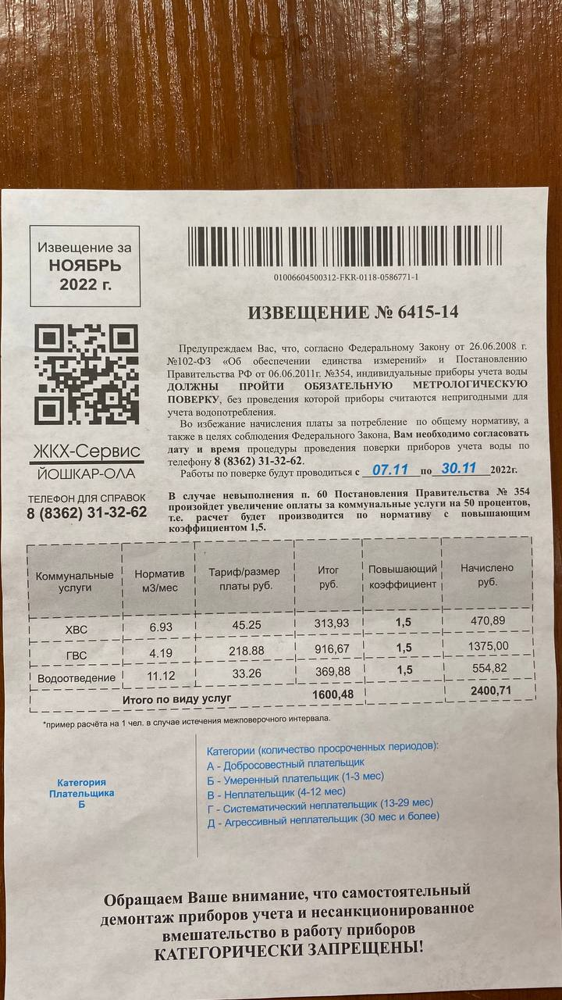 Извещение за
НОЯБРЬ
2022 г.
01006604500312-FKR-0118-0586771-1
ИЗВЕЩЕНИЕ № 6415-14
Предупреждаем Вас, что, согласно Федеральному Закону от 26.06.2008 г.
№102-ФЗ «Об обеспечении единства измерений» и Постановлению
Правительства РФ от 06.06.2011г. №354, индивидуальные приборы учета воды
ДОЛЖНЫ ПРОЙТИ ОБЯЗАТЕЛЬНУЮ МЕТРОЛОГИЧЕСКУЮ
ПОВЕРКУ, без проведения которой приборы считаются непригодными для
учета водопотребления.
Во избежание начисления платы за потребление по общему нормативу, а
также в целях соблюдения Федерального Закона, Вам необходимо согласовать
дату и время процедуры проведения поверки приборов учета воды по
телефону 8 (8362) 31-32-62.
Работы по поверке будут проводиться с 07.11 по 30.11 2022г.
ЖКХ-Сервис
ЙОШКАР-ОЛА
ТЕЛЕФОН ДЛЯ СПРАВОК
8 (8362) 31-32-62
В случае невыполнения п. 60 Постановления Правительства № 354
произойдет увеличение оплаты за коммунальные услуги на 50 процентов,
т.е. расчет будет производится по нормативу с повышающим
коэффициентом 1,5.
Коммунальные услуги Норматив м3/мес Тариф/размер платы руб. Итог руб. Повышающий коэффициент Начислено руб.
ХВС 6.93 45.25 313,93 1,5 470,89
ГВС 4.19 218.88 916,67 1,5 1375,00
Водоотведение 11.12 33.26 369,88 1,5 554,82
Итого по виду услуг 1600,48 2400,71
*пример расчёта на 1 чел. в случае истечения межповерочного интервала.
Категория
Плательщика
Б
Категории (количество просроченных периодов):
А - Добросовестный плательщик
Б - Умеренный плательщик (1-3 мес)
В - Неплательщик (4-12 мес)
Г - Систематический неплательщик (13-29 мес)
Д - Агрессивный неплательщик (30 мес и более)
Обращаем Ваше внимание, что самостоятельный
демонтаж приборов учета и несанкционированное
вмешательство в работу приборов
КАТЕГОРИЧЕСКИ ЗАПРЕЩЕНЫ!